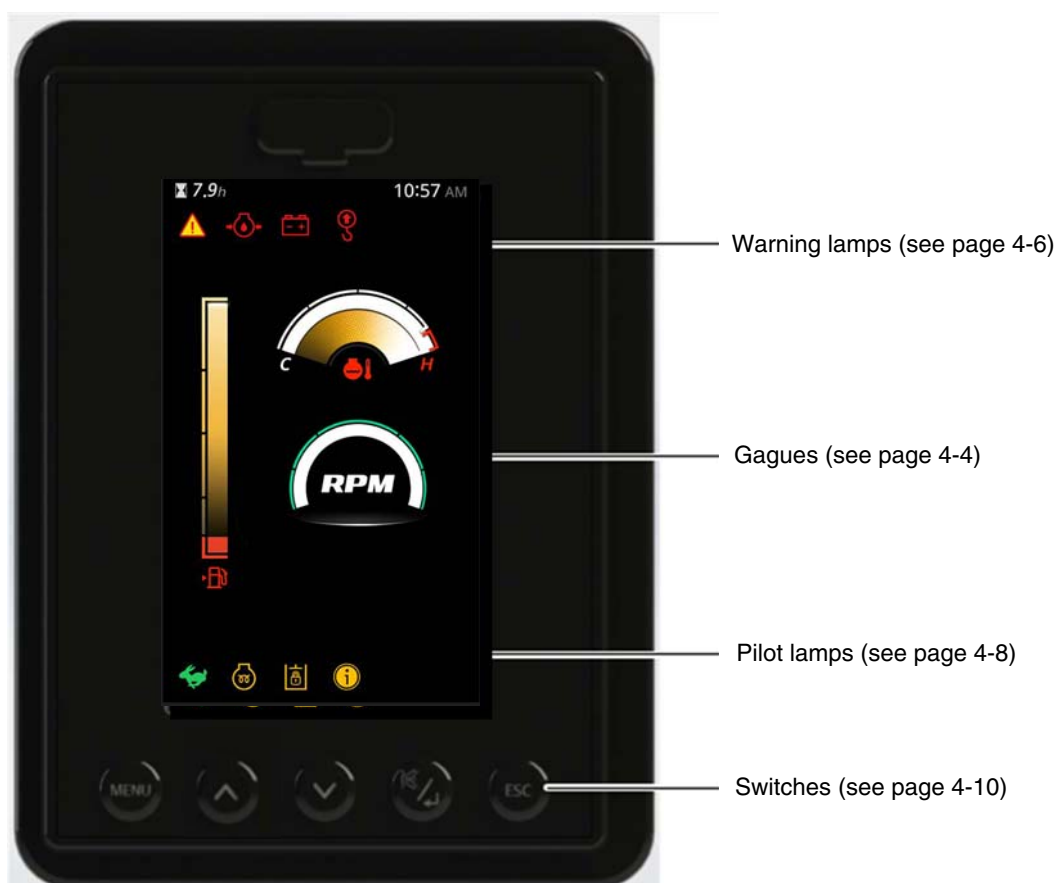 7.9h
10:57 AM
Warning lamps (see page 4-6)
C
H
Gagues (see page 4-4)
RPM
Pilot lamps (see page 4-8)
MENU
ESC
Switches (see page 4-10)